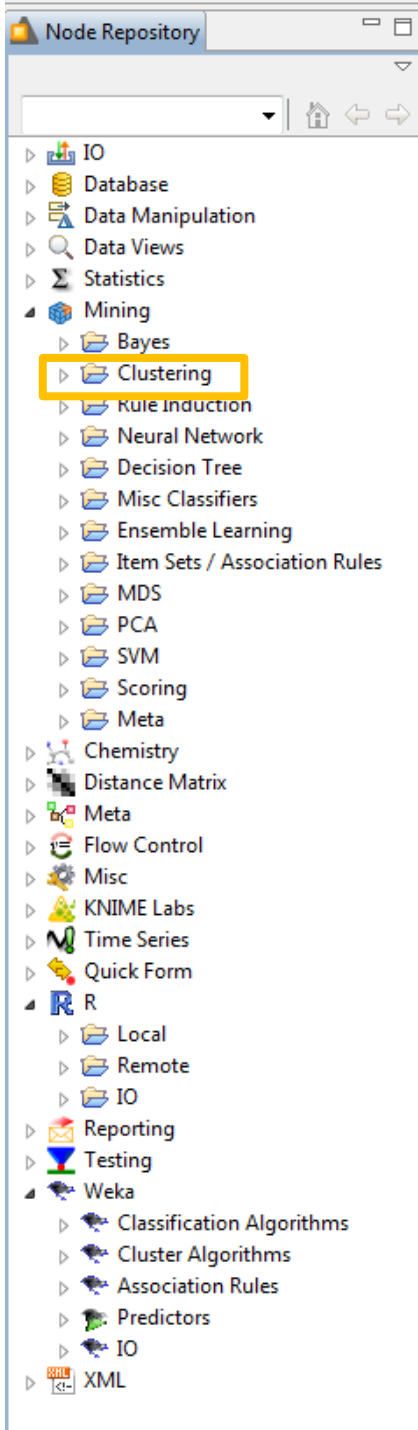 Node Repository
IO
Database
Data Manipulation
Data Views
Statistics
Mining
Bayes
Clustering
Rule Induction
Neural Network
Decision Tree
Misc Classifiers
Ensemble Learning
Item Sets / Association Rules
MDS
PCA
SVM
Scoring
Meta
Chemistry
Distance Matrix
Meta
Flow Control
Misc
KNIME Labs
Time Series
Quick Form
R
Local
Remote
IO
Reporting
Testing
Weka
Classification Algorithms
Cluster Algorithms
Association Rules
Predictors
IO
XML